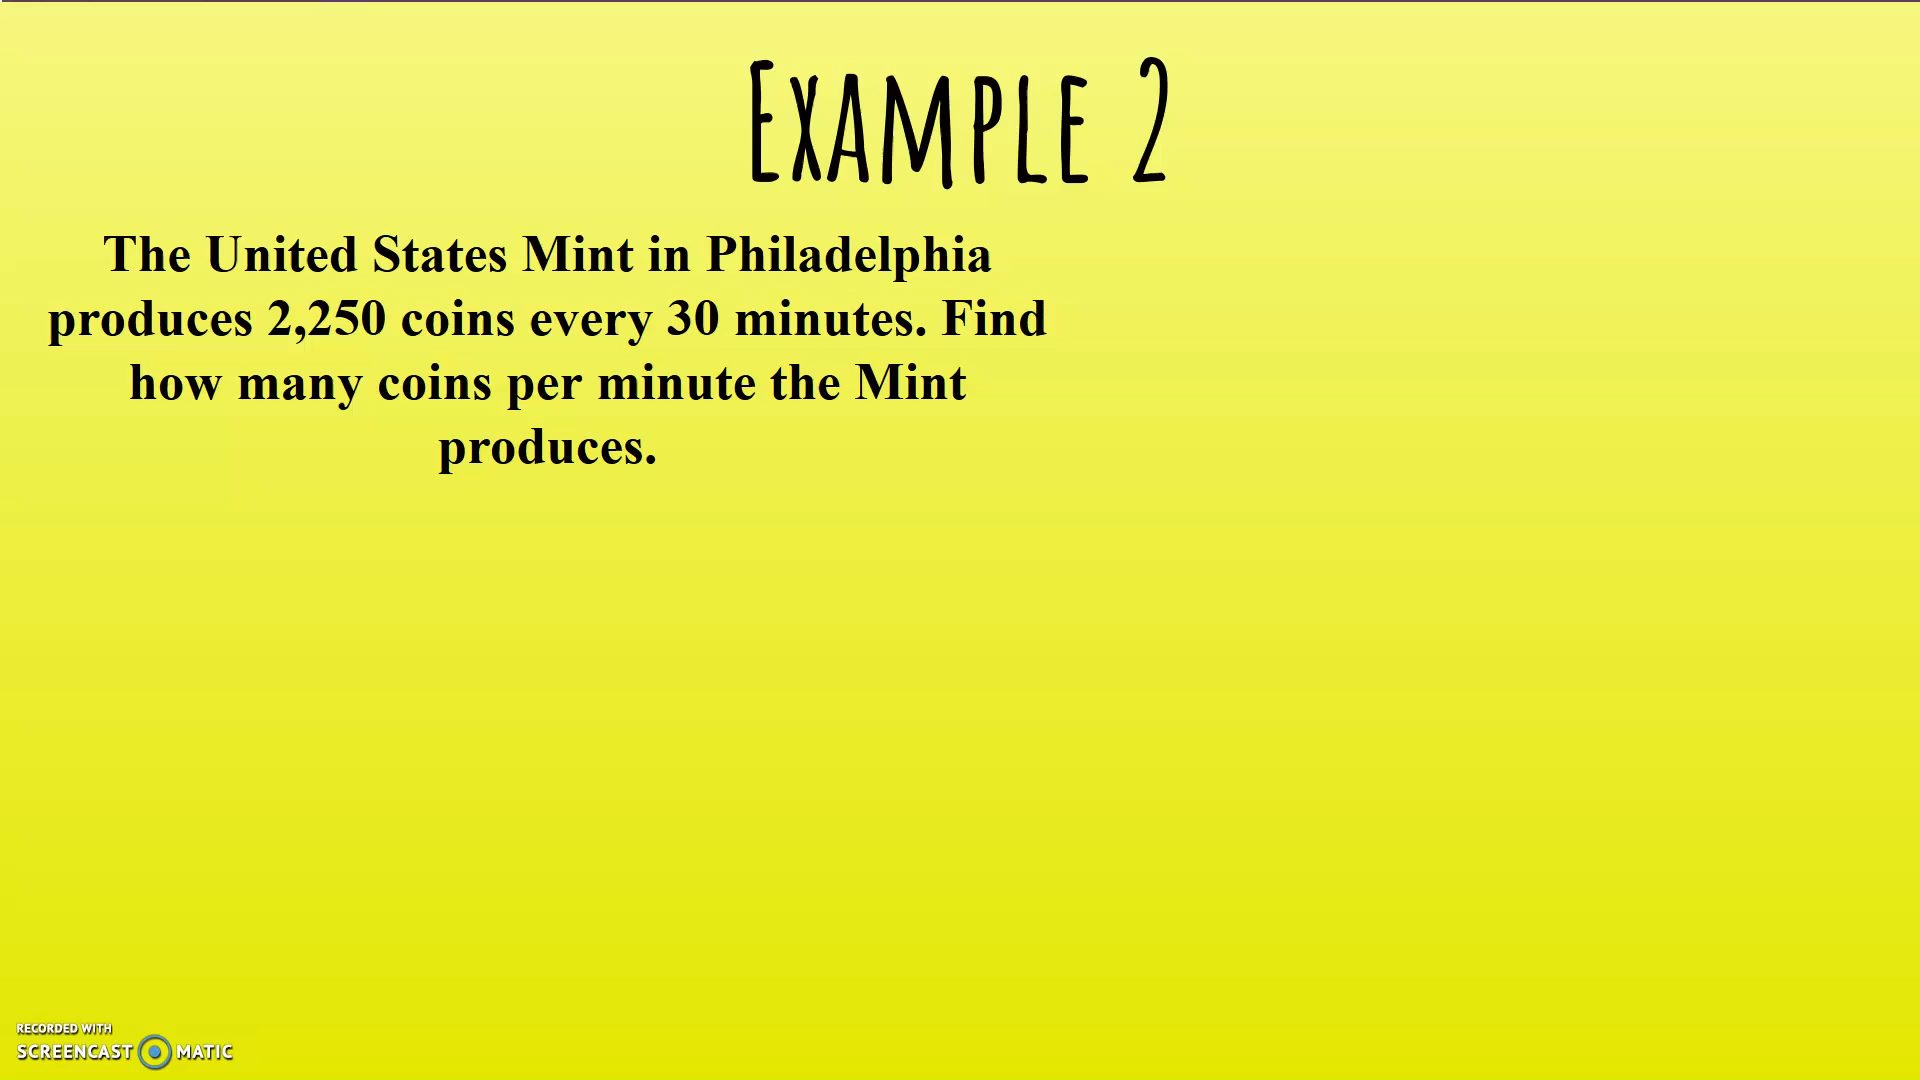 EXAMPLE 2
The United States Mint in Philadelphia
produces 2,250 coins every 30 minutes. Find
how many coins per minute the Mint
produces.
RECORDED WITH
SCREENCAST MATIC